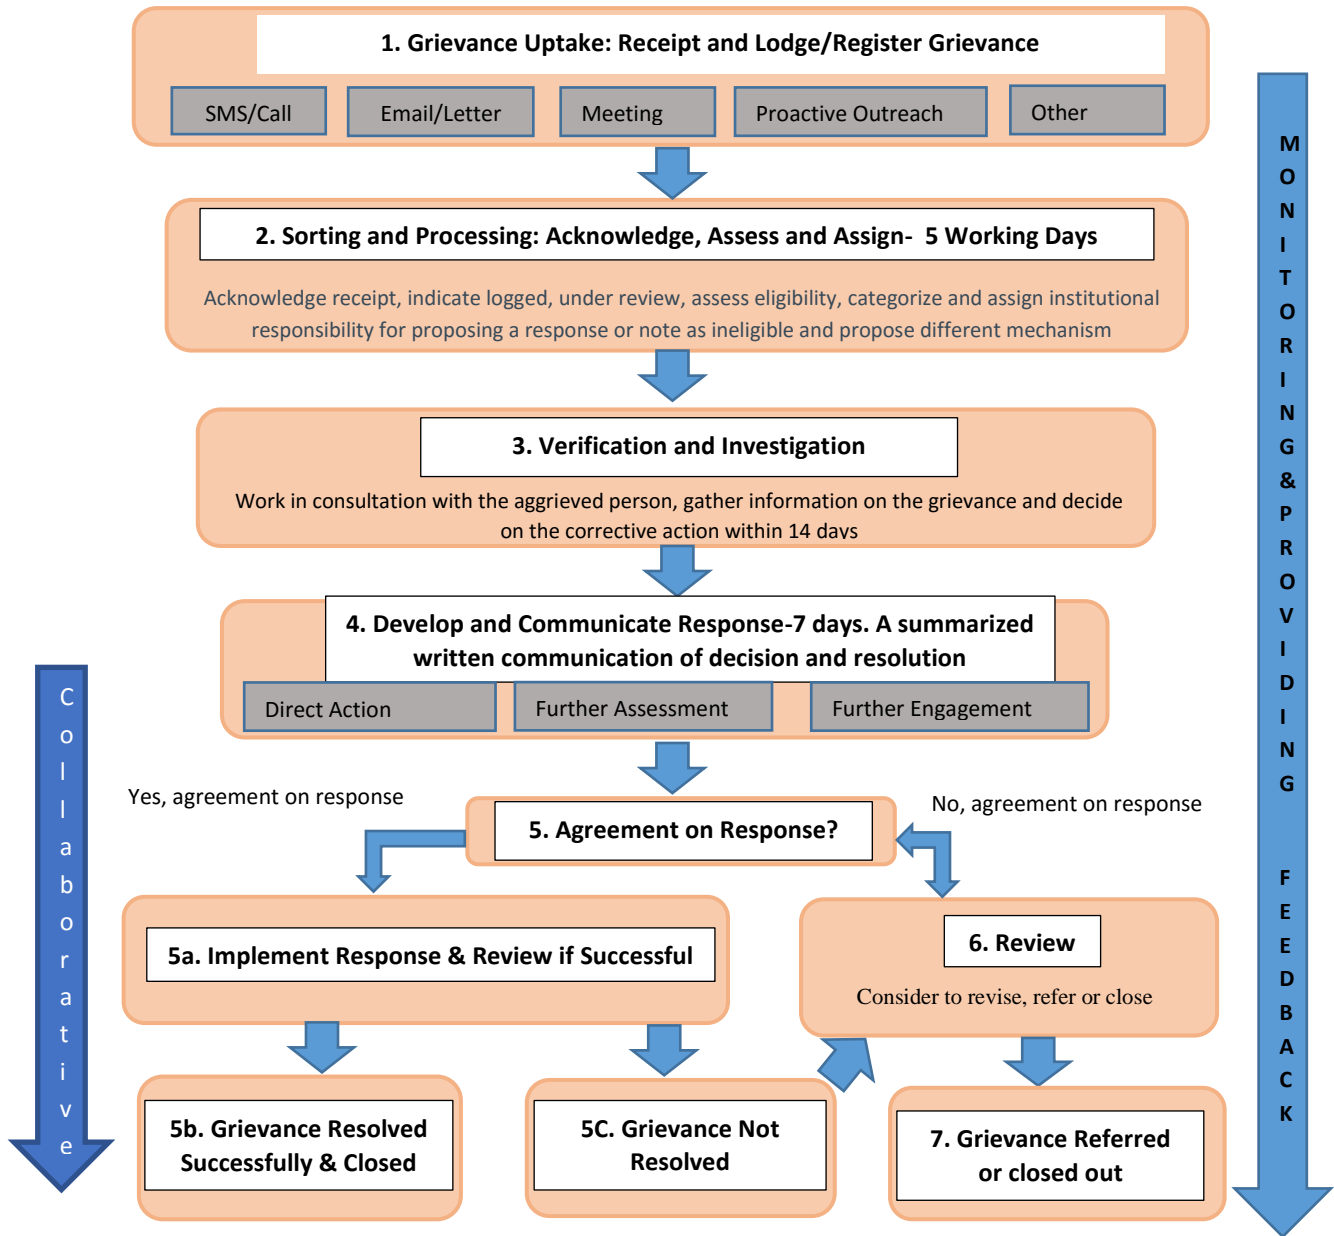 1. Grievance Uptake: Receipt and Lodge/Register Grievance
SMS/Call
Email/Letter
Meeting
Proactive Outreach
Other
2. Sorting and Processing: Acknowledge, Assess and Assign-  5 Working Days
Acknowledge receipt, indicate logged, under review, assess eligibility, categorize and assign institutional
responsibility for proposing a response or note as ineligible and propose different mechanism
3. Verification and Investigation
Work in consultation with the aggrieved person, gather information on the grievance and decide
on the corrective action within 14 days
4. Develop and Communicate Response-7 days. A summarized
written communication of decision and resolution
Direct Action
Further Assessment
Further Engagement
Yes, agreement on response
No, agreement on response
5. Agreement on Response?
5a. Implement Response & Review if Successful
6. Review
Consider to revise, refer or close
5b. Grievance Resolved
Successfully & Closed
5C. Grievance Not
Resolved
7. Grievance Referred
or closed out
Collaborative
MONITORING&PROVIDING FEEDBACK